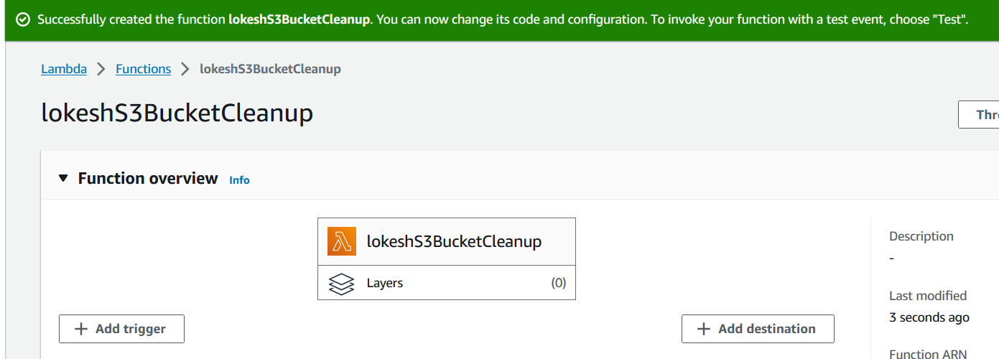 Successfully created the function lokeshS3BucketCleanup. You can now change its code and configuration. To invoke your function with a test event, choose "Test".
Lambda > Functions > lokeshS3BucketCleanup
lokeshS3BucketCleanup
Thr
Function overview Info
lokeshS3BucketCleanup
Layers (0)
Description
-
Last modified
3 seconds ago
+ Add trigger
+ Add destination
Function ARN